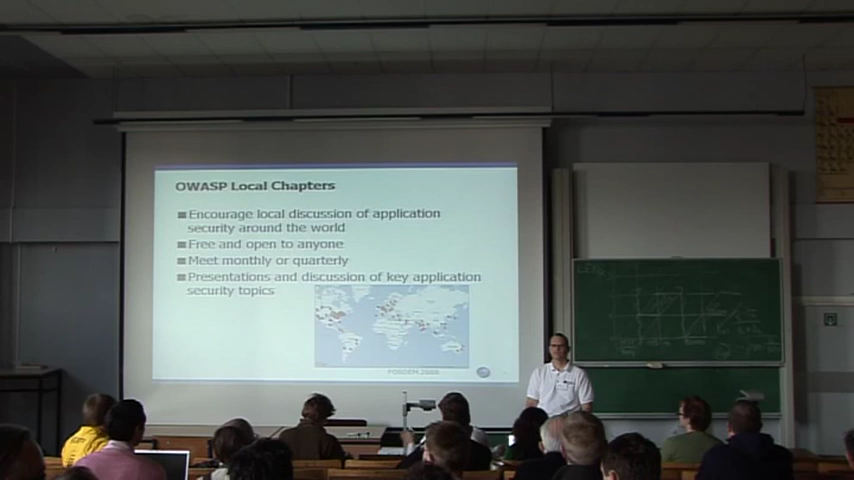 OWASP Local Chapters
Encourage local discussion of application
security around the world
Free and open to anyone
Meet monthly or quarterly
Presentations and discussion of key application
security topics
FOSDEM 2008